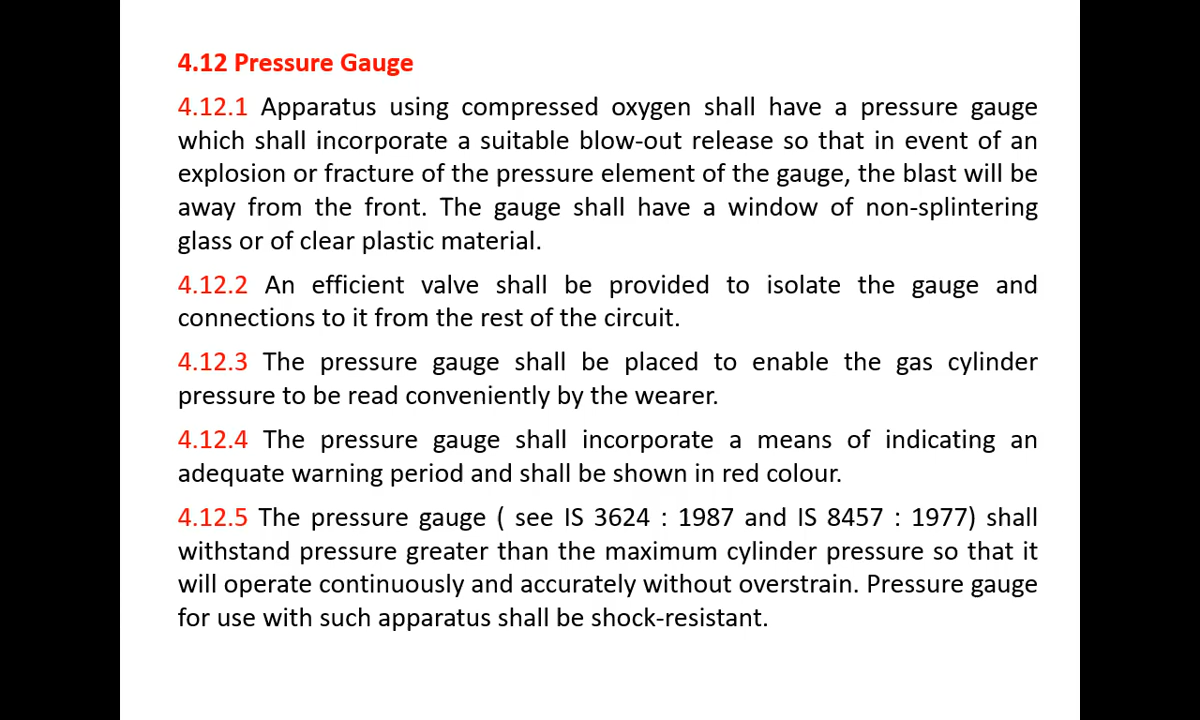 4.12 Pressure Gauge
4.12.1 Apparatus using compressed oxygen shall have a pressure gauge
which shall incorporate a suitable blow-out release so that in event of an
explosion or fracture of the pressure element of the gauge, the blast will be
away from the front. The gauge shall have a window of non-splintering
glass or of clear plastic material.
4.12.2 An efficient valve shall be provided to isolate the gauge and
connections to it from the rest of the circuit.
4.12.3 The pressure gauge shall be placed to enable the gas cylinder
pressure to be read conveniently by the wearer.
4.12.4 The pressure gauge shall incorporate a means of indicating an
adequate warning period and shall be shown in red colour.
4.12.5 The pressure gauge ( see IS 3624 : 1987 and IS 8457 : 1977) shall
withstand pressure greater than the maximum cylinder pressure so that it
will operate continuously and accurately without overstrain. Pressure gauge
for use with such apparatus shall be shock-resistant.